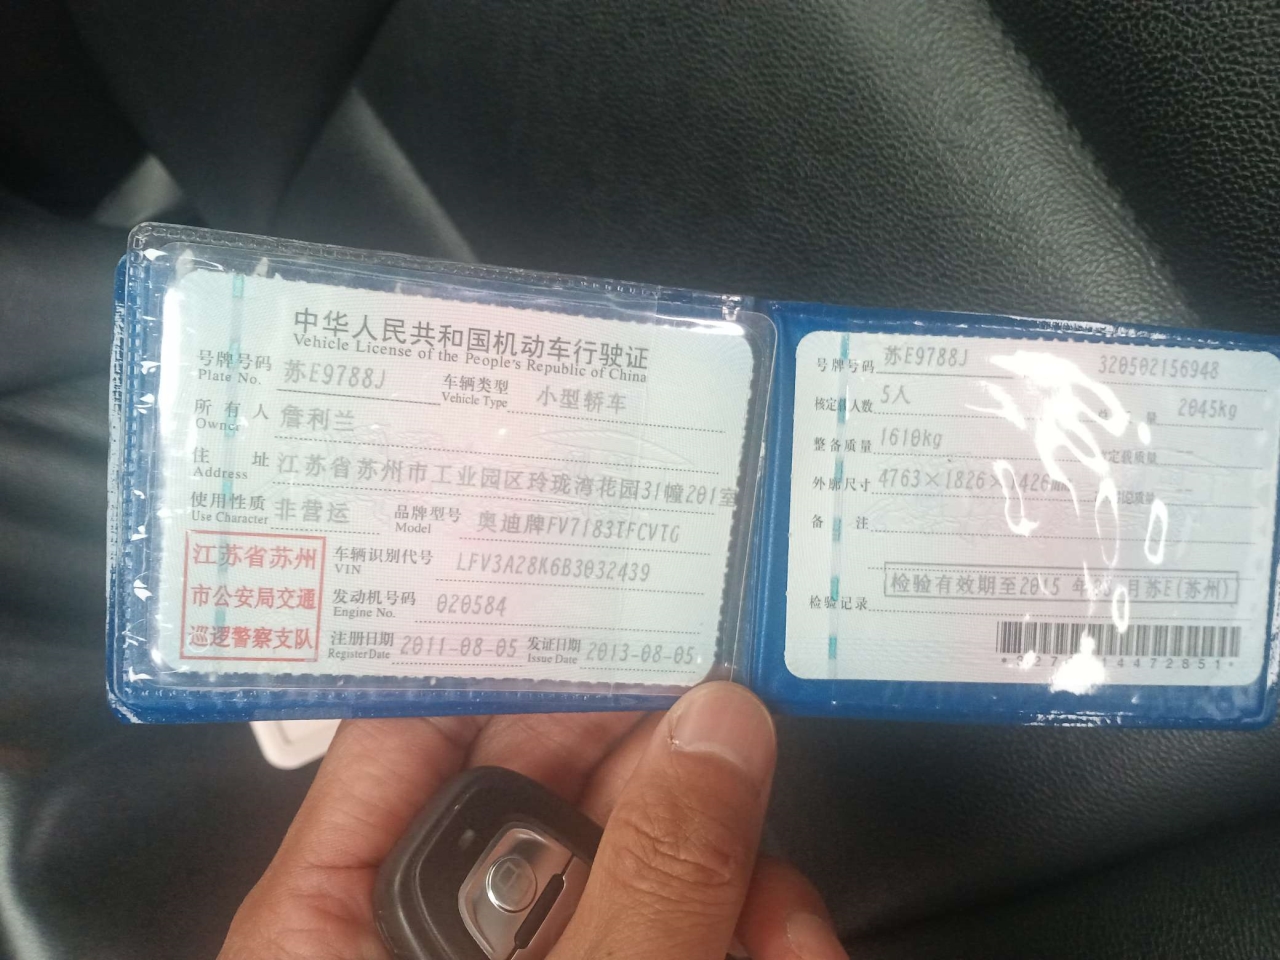 中华人民共和国机动车行驶证
Vehicle License of the People's Republic of China
号牌号码 苏E9788J 车辆类型 小型轿车
Plate No. Vehicle Type
所有人 詹利兰
Owner
住址 江苏省苏州市工业园区玲珑湾花园31幢201室
Address
使用性质 非营运 品牌型号 奥迪牌FV7183TFCVTG
Use Character Model
江苏省苏州
市公安局交通
巡逻警察支队
车辆识别代号 LFV3A28K6B3032439
VIN
发动机号码 020584
Engine No.
注册日期 2011-08-05 发证日期 2013-08-05
Register Date Issue Date
号牌号码 苏E9788J 320502156948
核定载人数 5人 量 2045kg
整备质量 1610kg 定载质量 --
外廓尺寸 4763×1826× 426 质量 --
备注
检验记录 检验有效期至2015 年 月苏E(苏州)
4472851*